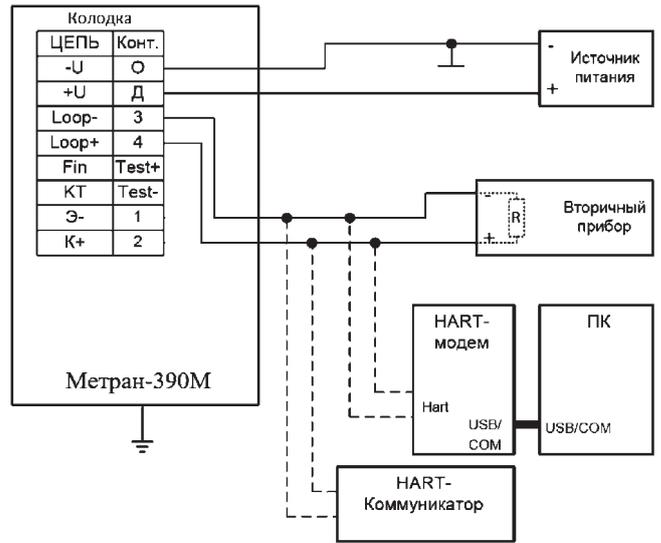 Колодка
ЦЕПЬ Конт.
-U О
+U Д
Loop- 3
Loop+ 4
Fin Test+
КТ Test-
Э- 1
К+ 2
Метран-390М
-
+
Источник
питания
-
+
R
Вторичный
прибор
HART-
модем
Hart
USB/
COM
ПК
USB/COM
HART-
Коммуникатор